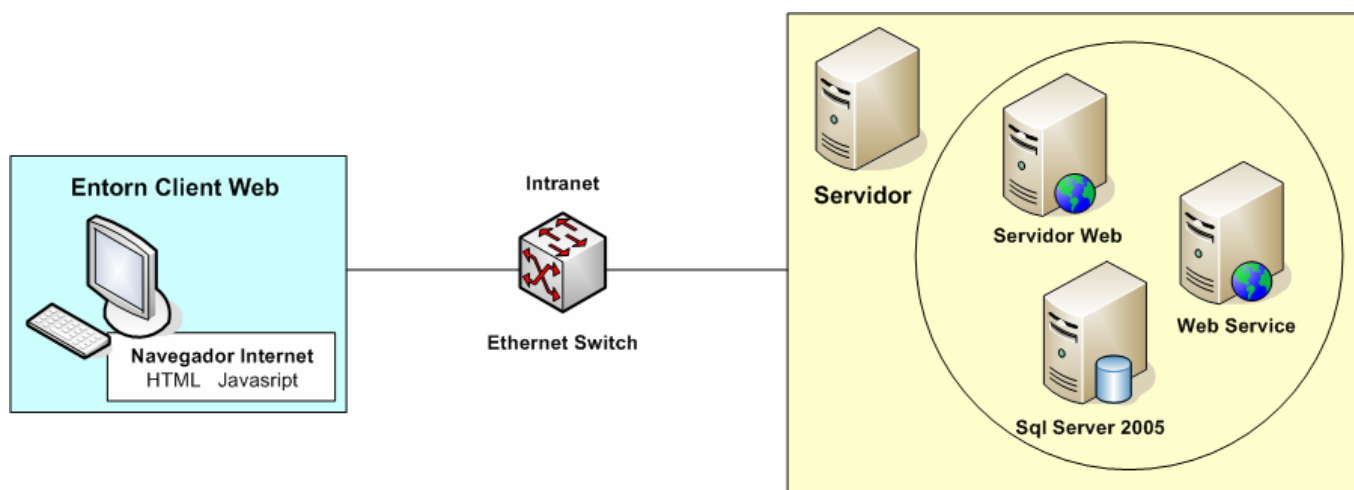 Entorn Client Web
Navegador Internet
HTML Javasript
Intranet
Ethernet Switch
Servidor
Servidor Web
Web Service
Sql Server 2005